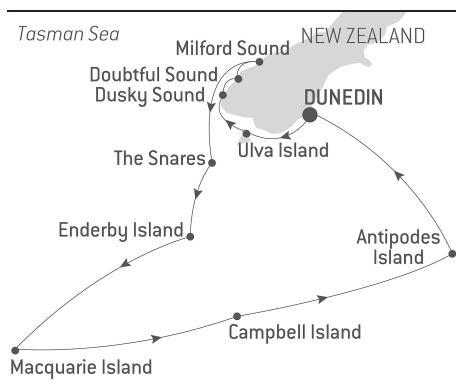 Tasman Sea
NEW ZEALAND
Milford Sound
Doubtful Sound
Dusky Sound
DUNEDIN
Ulva Island
The Snares
Enderby Island
Antipodes
Island
Campbell Island
Macquarie Island